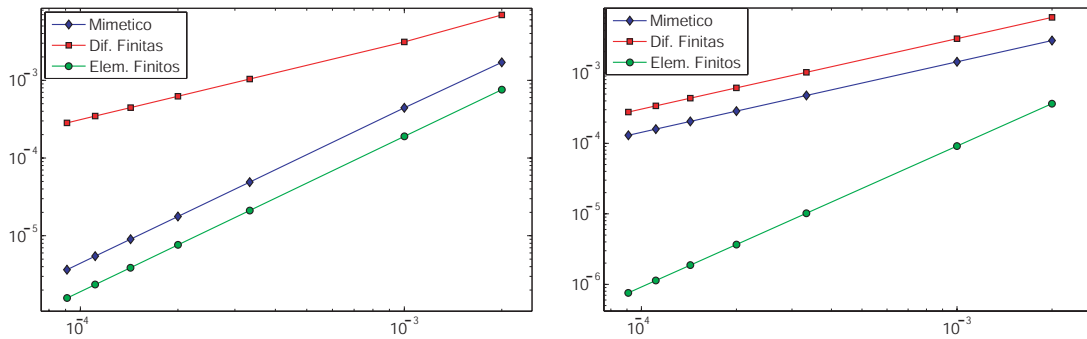 Mimetico
Dif. Finitas
Elem. Finitos
10⁻³
10⁻⁴
10⁻⁵
10⁻⁴
10⁻³
Mimetico
Dif. Finitas
Elem. Finitos
10⁻³
10⁻⁴
10⁻⁵
10⁻⁶
10⁻⁴
10⁻³